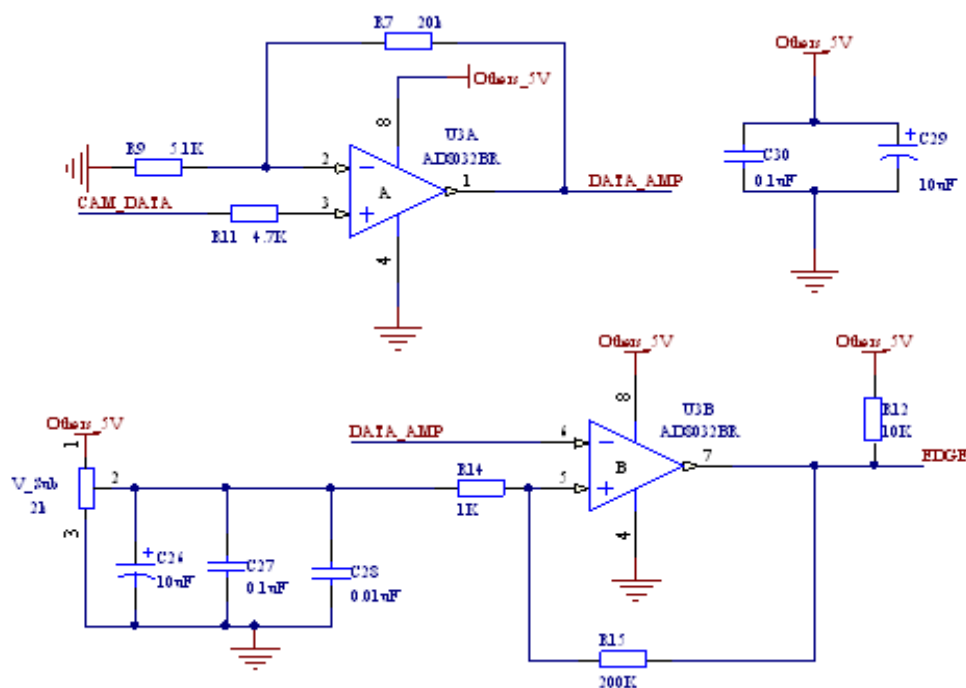 R7 20k
Others_5V
Others_5V
8
U3A
AD8032BR
R9 5.1K
2
A
1
DATA_AMP
CAM_DATA
3
R11 4.7K
4
C30
0.1uF
C29
10uF
Others_5V
Others_5V
8
U3B
AD8032BR
R12
10K
Others_5V
1
DATA_AMP
6
B
7
EDGE
V_Sub
2k
2
R14
1K
5
3
4
C26
10uF
C27
0.1uF
C28
0.01uF
R15
200K